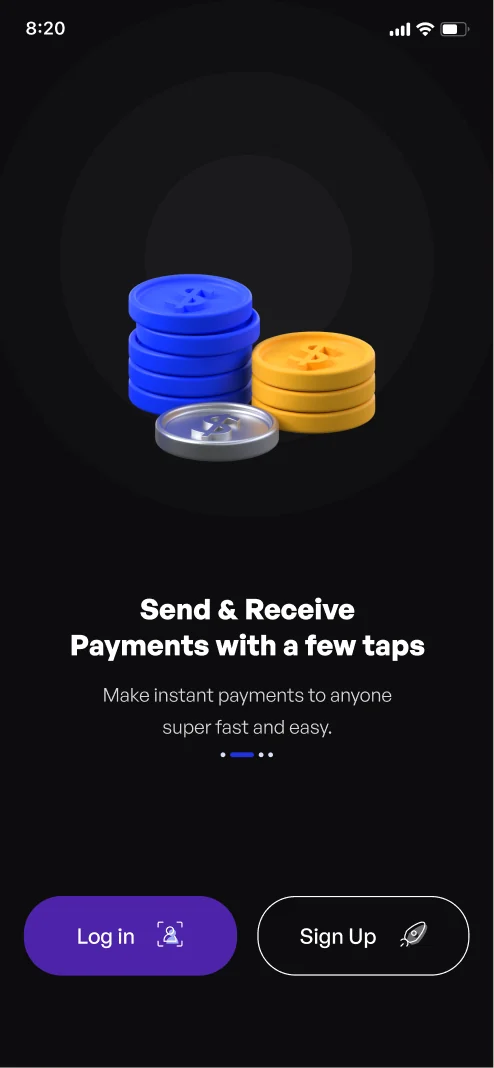 8:20
Send & Receive
Payments with a few taps
Make instant payments to anyone
super fast and easy.
Log in
Sign Up